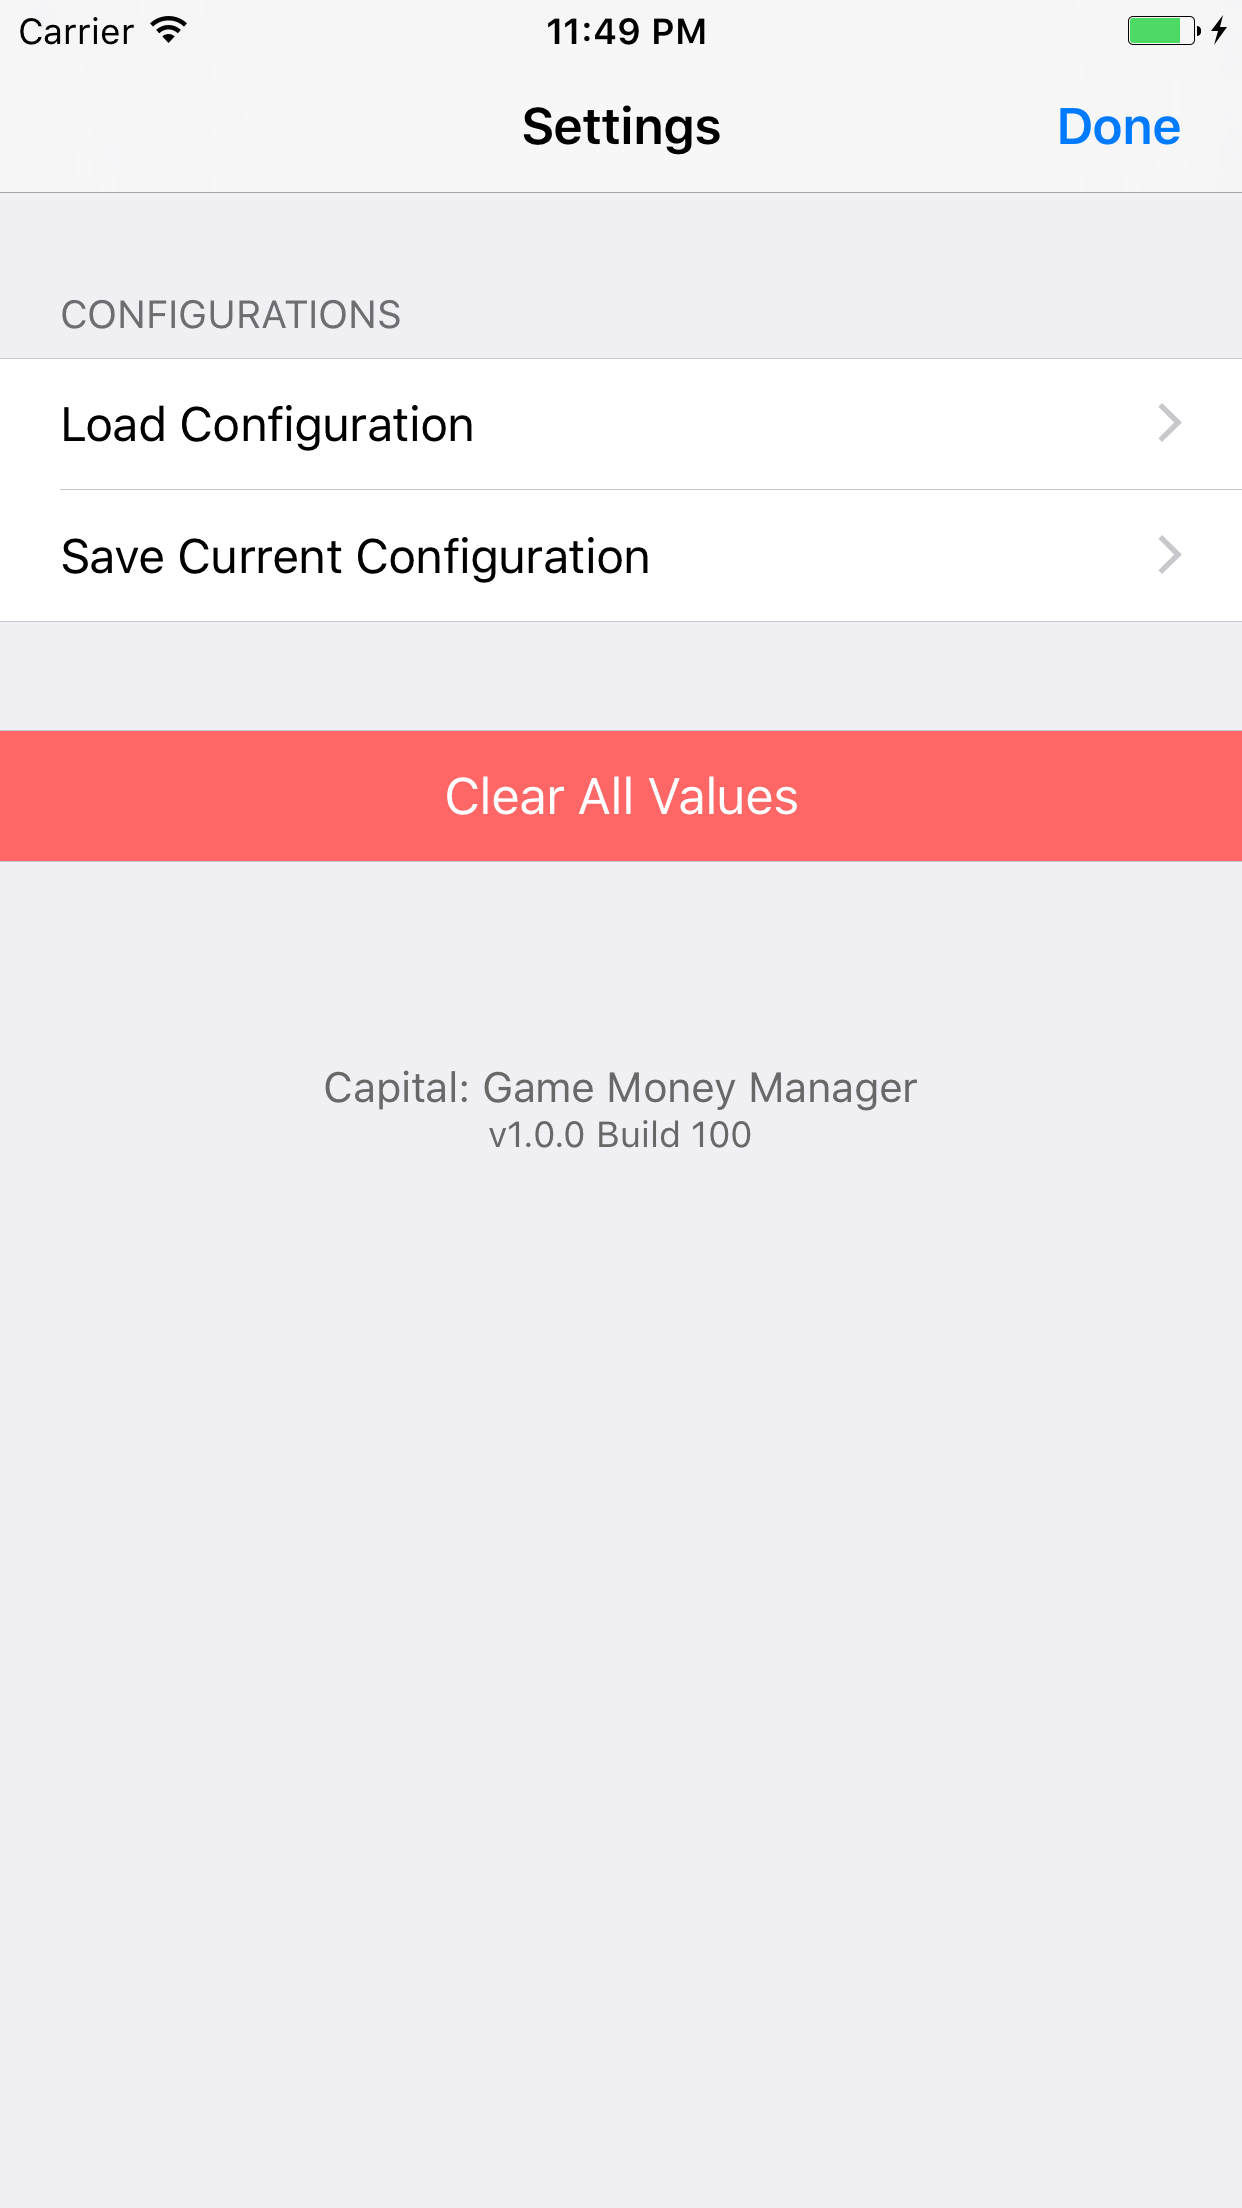 Carrier 11:49 PM
Settings Done
CONFIGURATIONS
Load Configuration
Save Current Configuration
Clear All Values
Capital: Game Money Manager
v1.0.0 Build 100